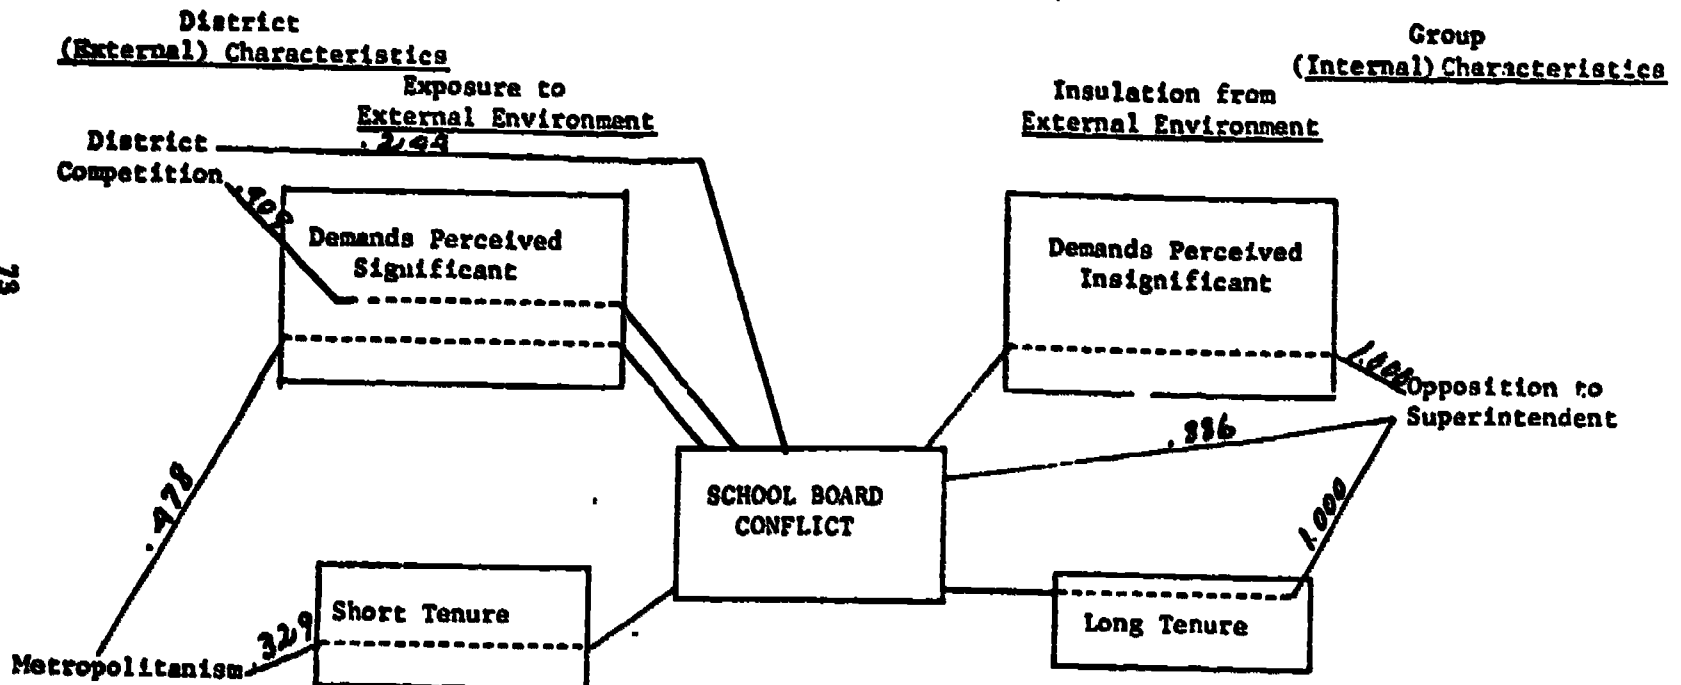 District
(External) Characteristics
Group
(Internal) Characteristics
Exposure to
External Environment
Insulation from
External Environment
District
Competition
Demands Perceived
Significant
Demands Perceived
Insignificant
1.000
Opposition to
Superintendent
.886
.478
SCHOOL BOARD
CONFLICT
1.000
Short Tenure
.329
Long Tenure
Metropolitanism